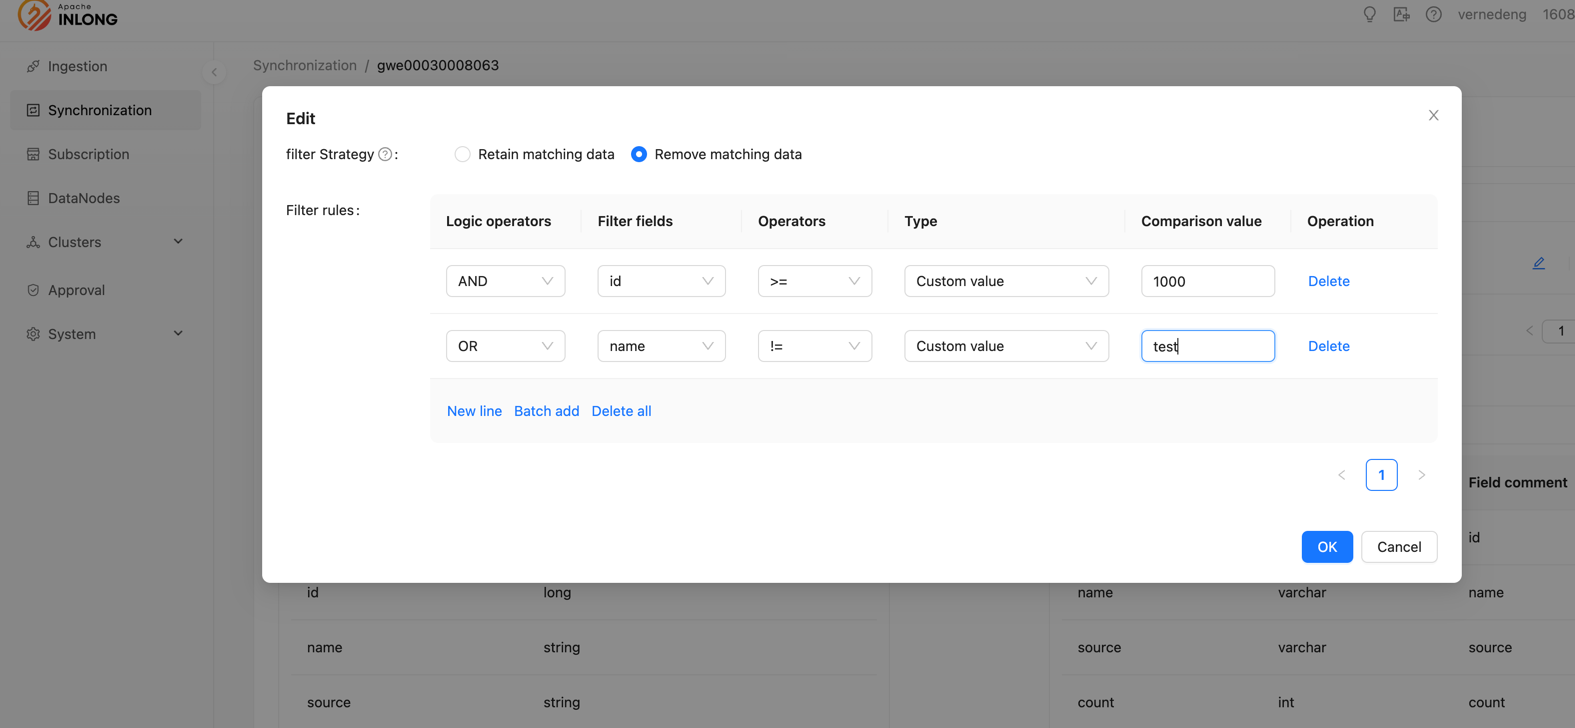 Apache
INLONG
vernedeng 1608
Ingestion
Synchronization
Subscription
DataNodes
Clusters
Approval
System
Synchronization / gwe00030008063
Edit
filter Strategy ? :
Retain matching data
Remove matching data
Filter rules :
Logic operators Filter fields Operators Type Comparison value Operation
AND id >= Custom value 1000 Delete
OR name != Custom value test Delete
New line Batch add Delete all
< 1 >
OK Cancel
< 1
Field comment
id
id long name varchar name
name string source varchar source
source string count int count